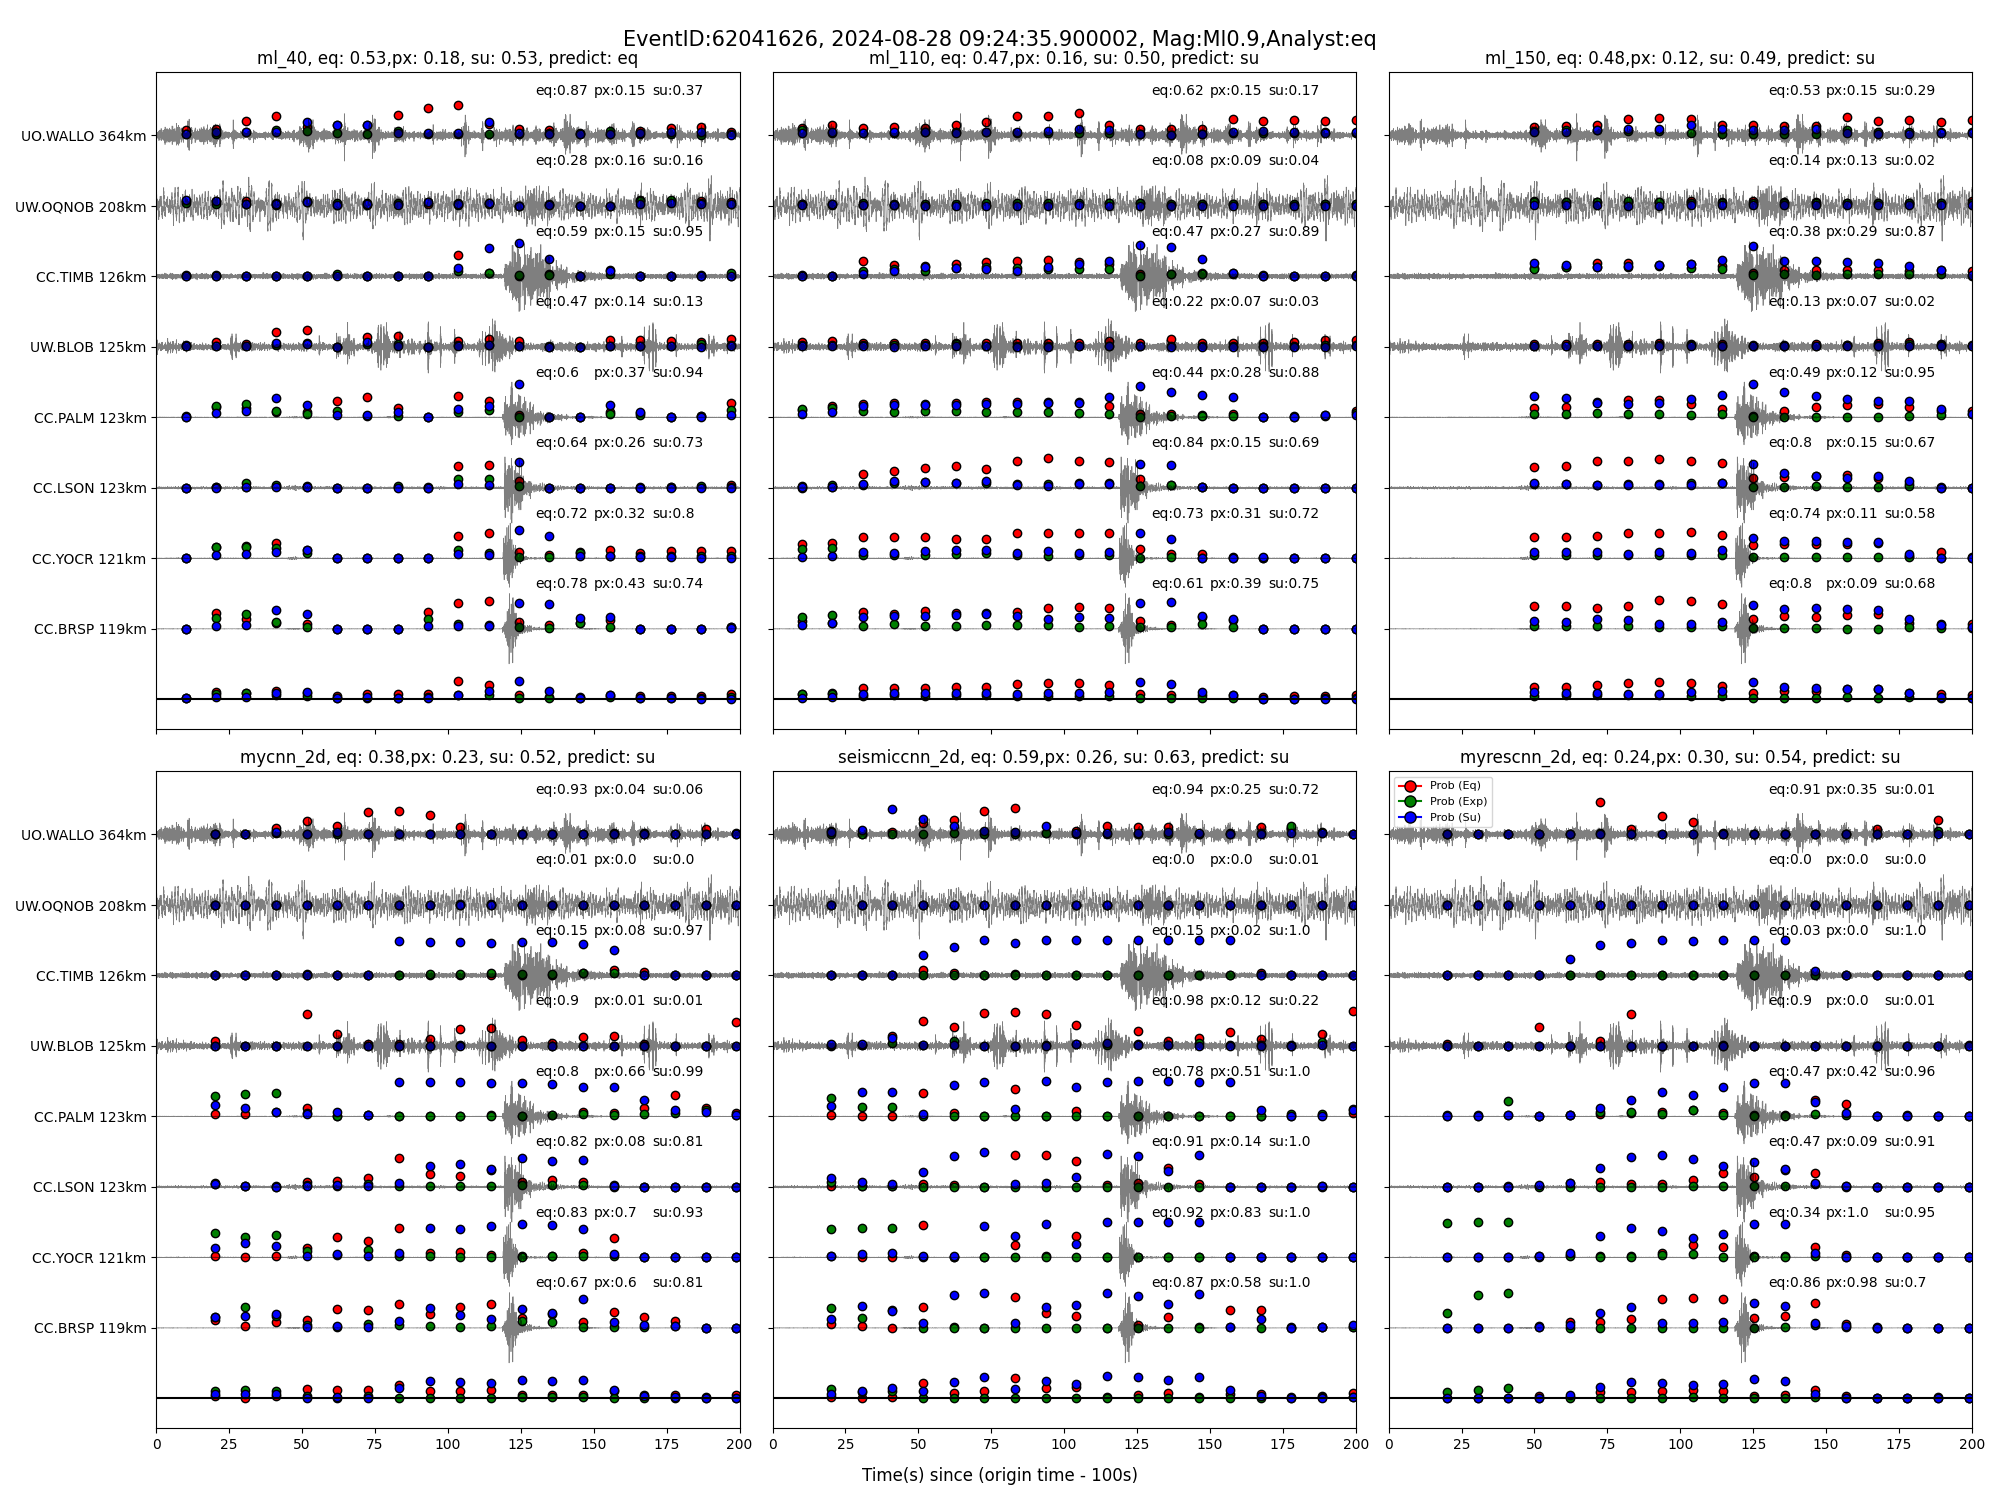 EventID:62041626, 2024-08-28 09:24:35.900002, Mag:Ml0.9,Analyst:eq
ml_40, eq: 0.53,px: 0.18, su: 0.53, predict: eq
eq:0.87 px:0.15 su:0.37
UO.WALLO 364km
eq:0.28 px:0.16 su:0.16
UW.OQNOB 208km
eq:0.59 px:0.15 su:0.95
CC.TIMB 126km
eq:0.47 px:0.14 su:0.13
UW.BLOB 125km
eq:0.6 px:0.37 su:0.94
CC.PALM 123km
eq:0.64 px:0.26 su:0.73
CC.LSON 123km
eq:0.72 px:0.32 su:0.8
CC.YOCR 121km
eq:0.78 px:0.43 su:0.74
CC.BRSP 119km
ml_110, eq: 0.47,px: 0.16, su: 0.50, predict: su
eq:0.62 px:0.15 su:0.17
eq:0.08 px:0.09 su:0.04
eq:0.47 px:0.27 su:0.89
eq:0.22 px:0.07 su:0.03
eq:0.44 px:0.28 su:0.88
eq:0.84 px:0.15 su:0.69
eq:0.73 px:0.31 su:0.72
eq:0.61 px:0.39 su:0.75
ml_150, eq: 0.48,px: 0.12, su: 0.49, predict: su
eq:0.53 px:0.15 su:0.29
eq:0.14 px:0.13 su:0.02
eq:0.38 px:0.29 su:0.87
eq:0.13 px:0.07 su:0.02
eq:0.49 px:0.12 su:0.95
eq:0.8 px:0.15 su:0.67
eq:0.74 px:0.11 su:0.58
eq:0.8 px:0.09 su:0.68
mycnn_2d, eq: 0.38,px: 0.23, su: 0.52, predict: su
eq:0.93 px:0.04 su:0.06
UO.WALLO 364km
eq:0.01 px:0.0 su:0.0
UW.OQNOB 208km
eq:0.15 px:0.08 su:0.97
CC.TIMB 126km
eq:0.9 px:0.01 su:0.01
UW.BLOB 125km
eq:0.8 px:0.66 su:0.99
CC.PALM 123km
eq:0.82 px:0.08 su:0.81
CC.LSON 123km
eq:0.83 px:0.7 su:0.93
CC.YOCR 121km
eq:0.67 px:0.6 su:0.81
CC.BRSP 119km
0 25 50 75 100 125 150 175 200
seismiccnn_2d, eq: 0.59,px: 0.26, su: 0.63, predict: su
eq:0.94 px:0.25 su:0.72
eq:0.0 px:0.0 su:0.01
eq:0.15 px:0.02 su:1.0
eq:0.98 px:0.12 su:0.22
eq:0.78 px:0.51 su:1.0
eq:0.91 px:0.14 su:1.0
eq:0.92 px:0.83 su:1.0
eq:0.87 px:0.58 su:1.0
0 25 50 75 100 125 150 175 200
myrescnn_2d, eq: 0.24,px: 0.30, su: 0.54, predict: su
Prob (Eq)
Prob (Exp)
Prob (Su)
eq:0.91 px:0.35 su:0.01
eq:0.0 px:0.0 su:0.0
eq:0.03 px:0.0 su:1.0
eq:0.9 px:0.0 su:0.01
eq:0.47 px:0.42 su:0.96
eq:0.47 px:0.09 su:0.91
eq:0.34 px:1.0 su:0.95
eq:0.86 px:0.98 su:0.7
0 25 50 75 100 125 150 175 200
Time(s) since (origin time - 100s)